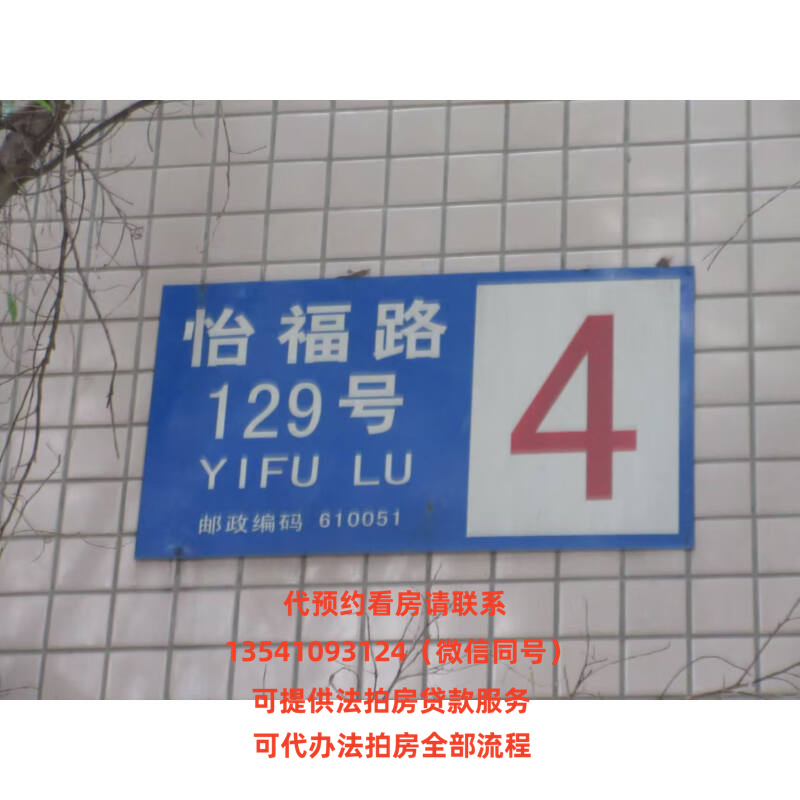 怡福路
129号
YIFU LU
邮政编码 610051
4
代预约看房请联系
13541093124（微信同号）
可提供法拍房贷款服务
可代办法拍房全部流程